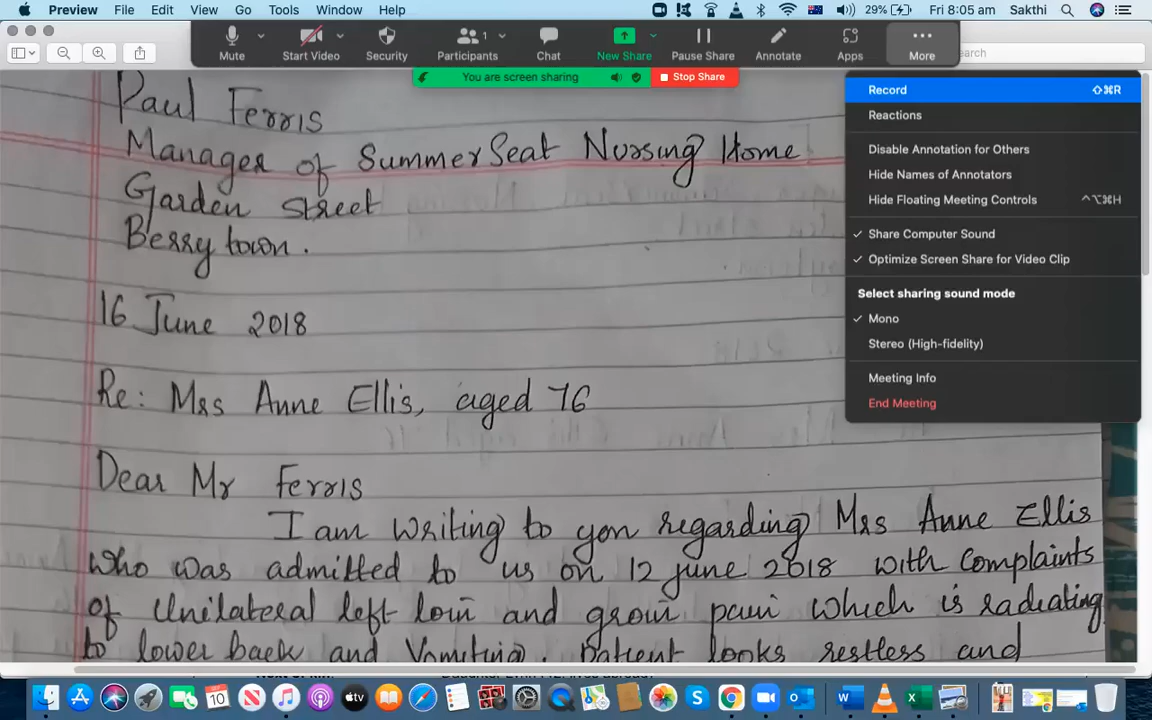 Preview File Edit View Go Tools Window Help 29% Fri 8:05 am Sakthi
Mute Start Video Security Participants 1 Chat New Share Pause Share Annotate Apps More earch
You are screen sharing Stop Share
Record ⇧⌘R
Reactions
Disable Annotation for Others
Hide Names of Annotators
Hide Floating Meeting Controls ^⌥⌘H
✓ Share Computer Sound
✓ Optimize Screen Share for Video Clip
Select sharing sound mode
✓ Mono
Stereo (High-fidelity)
Meeting Info
End Meeting
Paul Ferris
Manager of Summer Seat Nursing Home
Garden Street
Berry town.
16 June 2018
Re: Mrs Anne Ellis, aged 76
Dear Mr Ferris
I am writing to you regarding Mrs Anne Ellis
who was admitted to us on 12 june 2018 with complaints
of Unilateral left loin and groin pain which is radiating
to lower back and Vomiting. Patient looks restless and
10